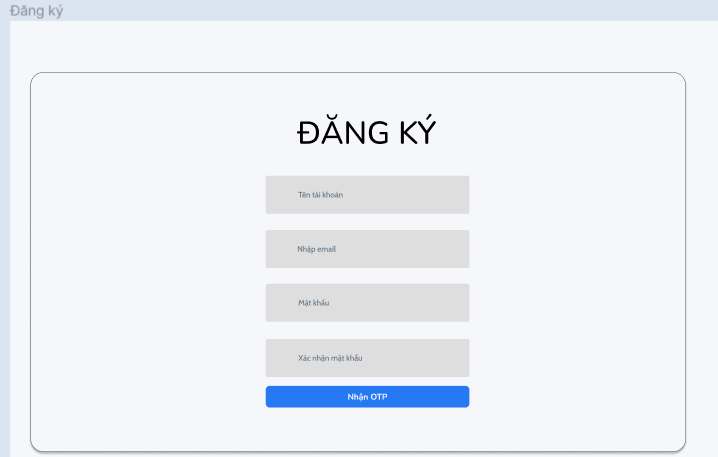 Đăng ký
ĐĂNG KÝ
Tên tài khoản
Nhập email
Mật khẩu
Xác nhận mật khẩu
Nhận OTP